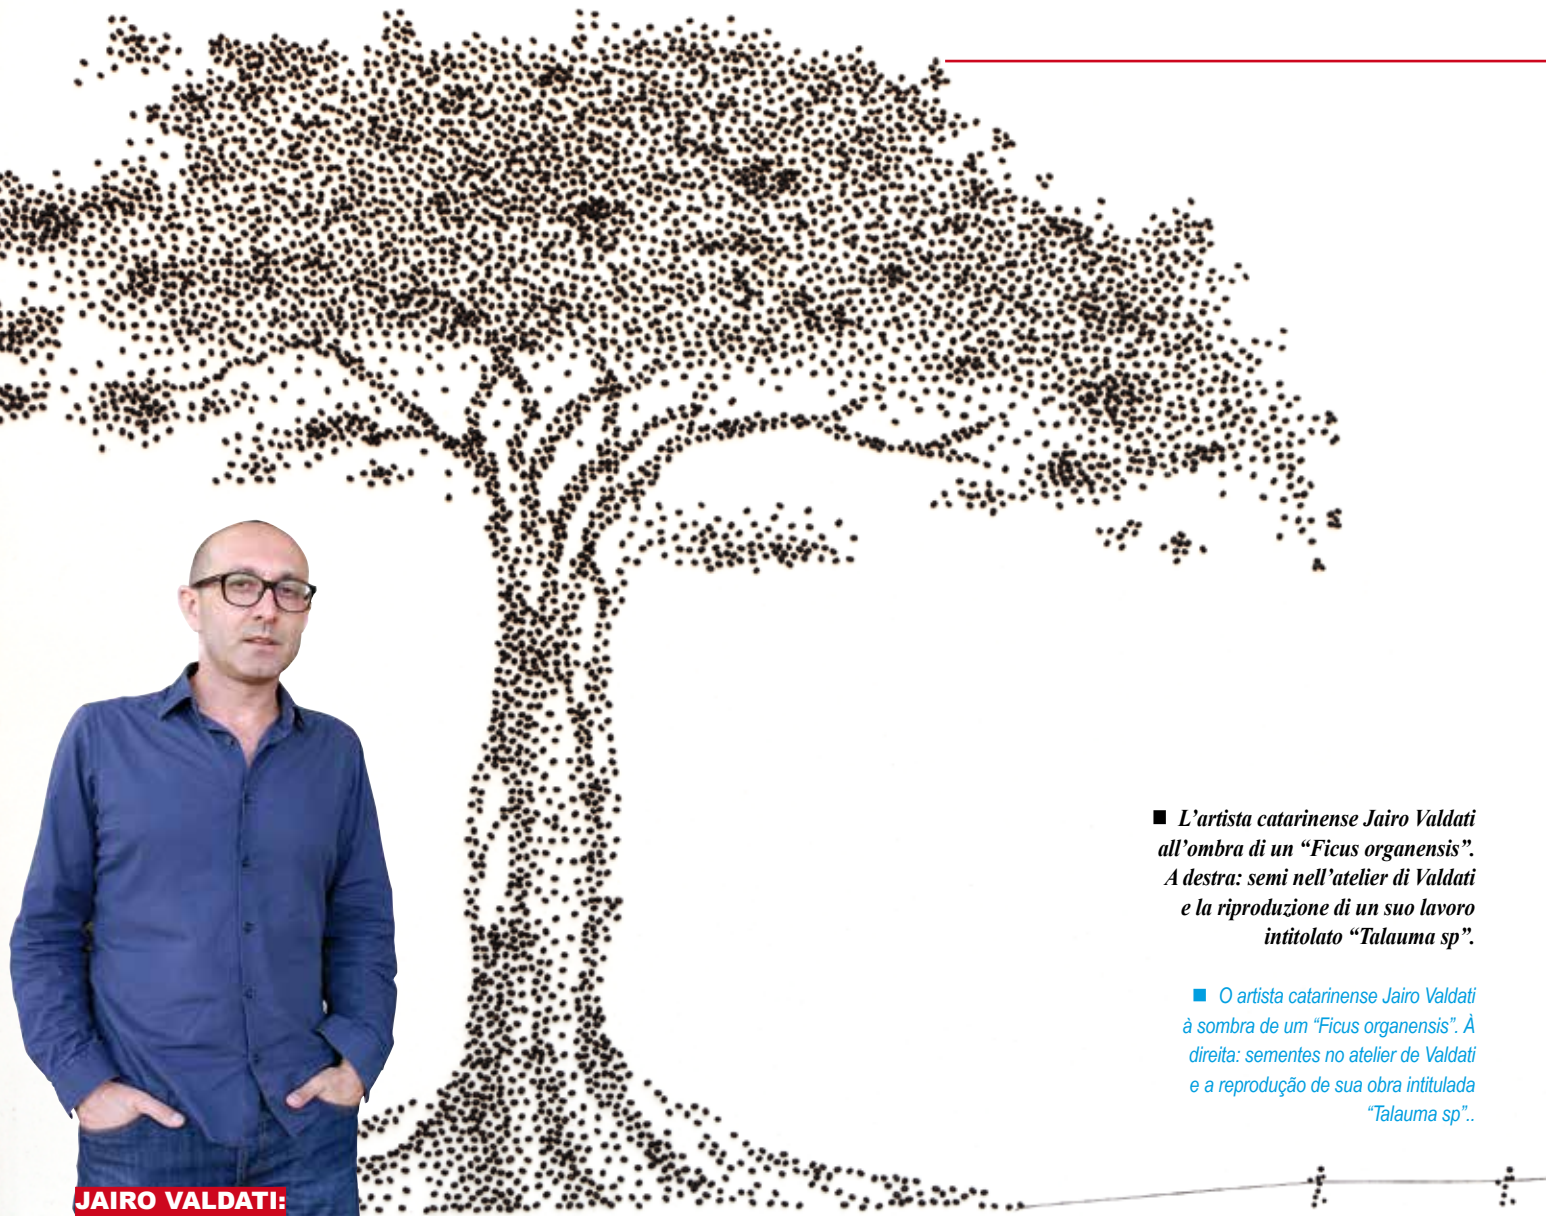 ■ L’artista catarinense Jairo Valdati
all’ombra di un “Ficus organensis”.
A destra: semi nell’atelier di Valdati
e la riproduzione di un suo lavoro
intitolato “Talauma sp”.
■ O artista catarinense Jairo Valdati
à sombra de um “Ficus organensis”. À
direita: sementes no atelier de Valdati
e a reprodução de sua obra intitulada
“Talauma sp”..
JAIRO VALDATI: